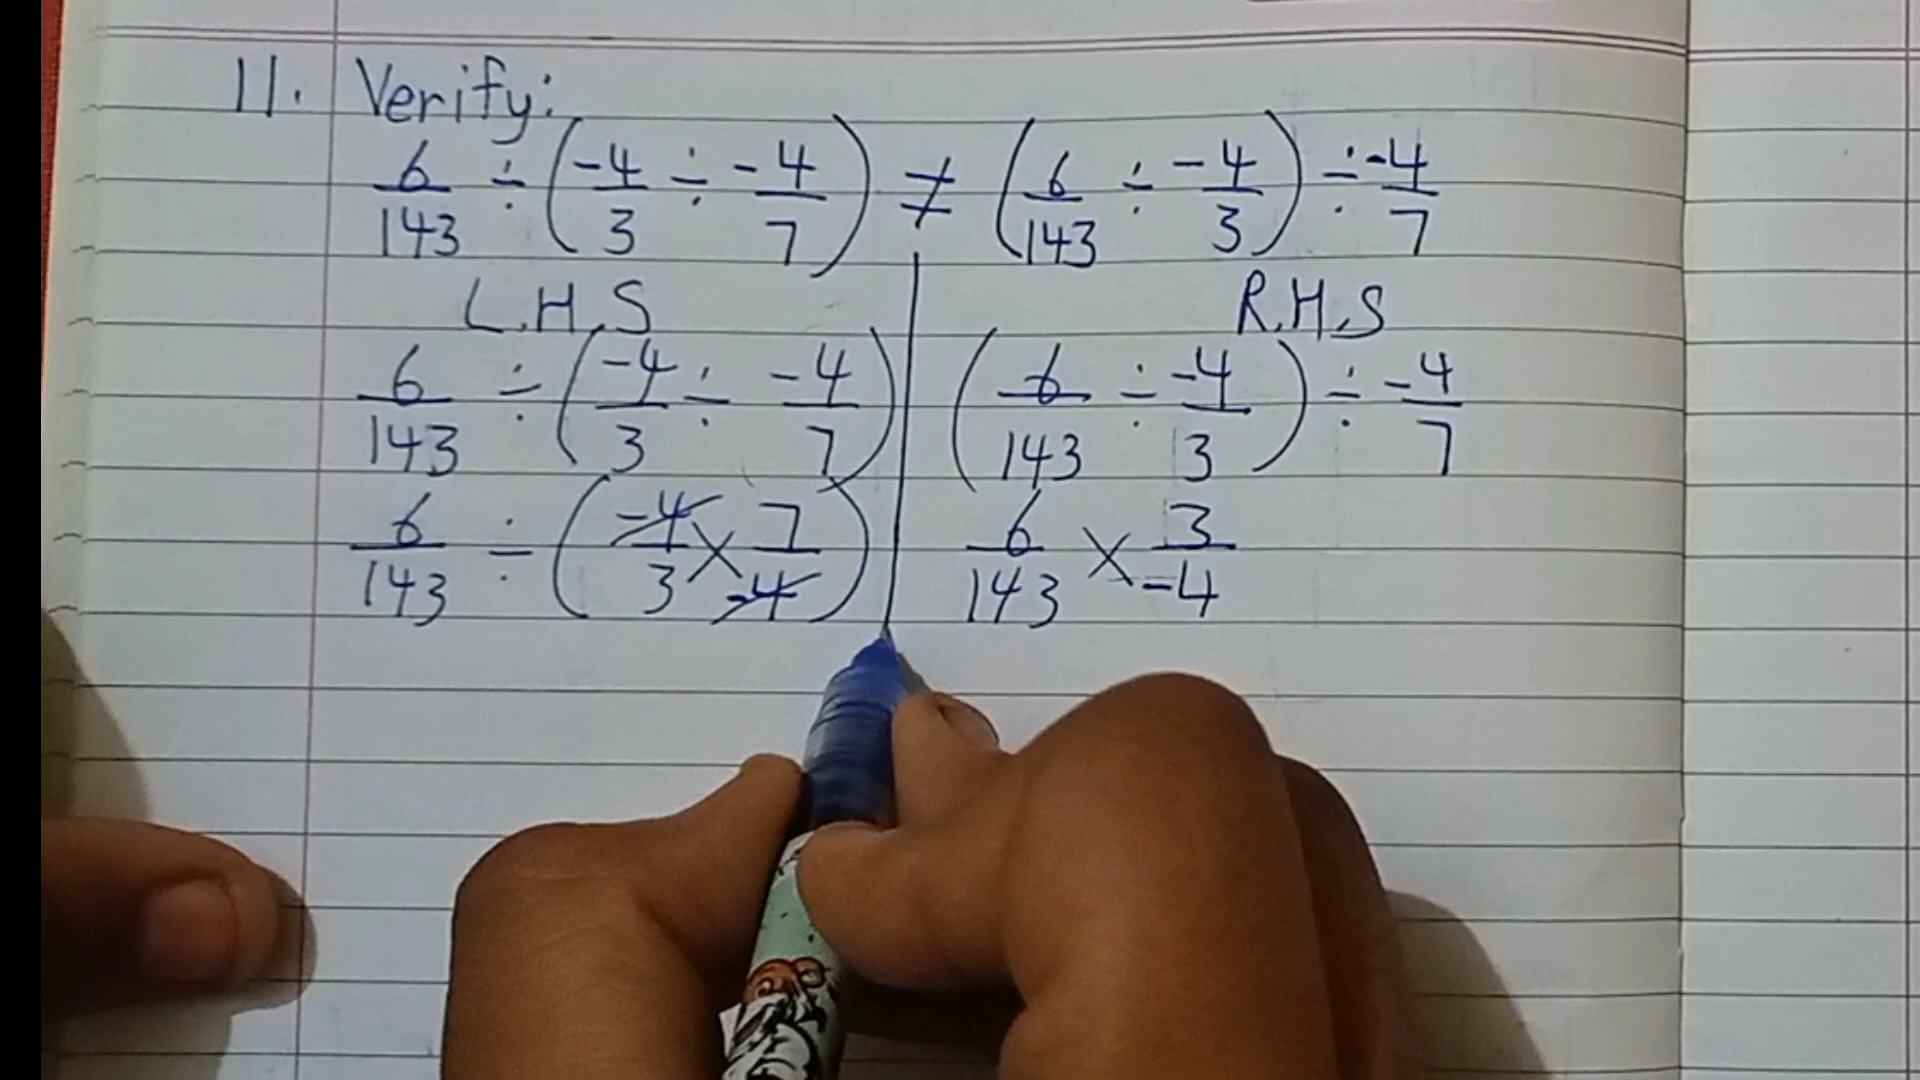 11. Verify:
6/143 ÷ (-4/3 ÷ -4/7) ≠ (6/143 ÷ -4/3) ÷ -4/7
L.H.S R.H.S
6/143 ÷ (-4/3 ÷ -4/7) (6/143 ÷ -4/3) ÷ -4/7
6/143 ÷ (-4/3 × 7/-4) 6/143 × 3/-4